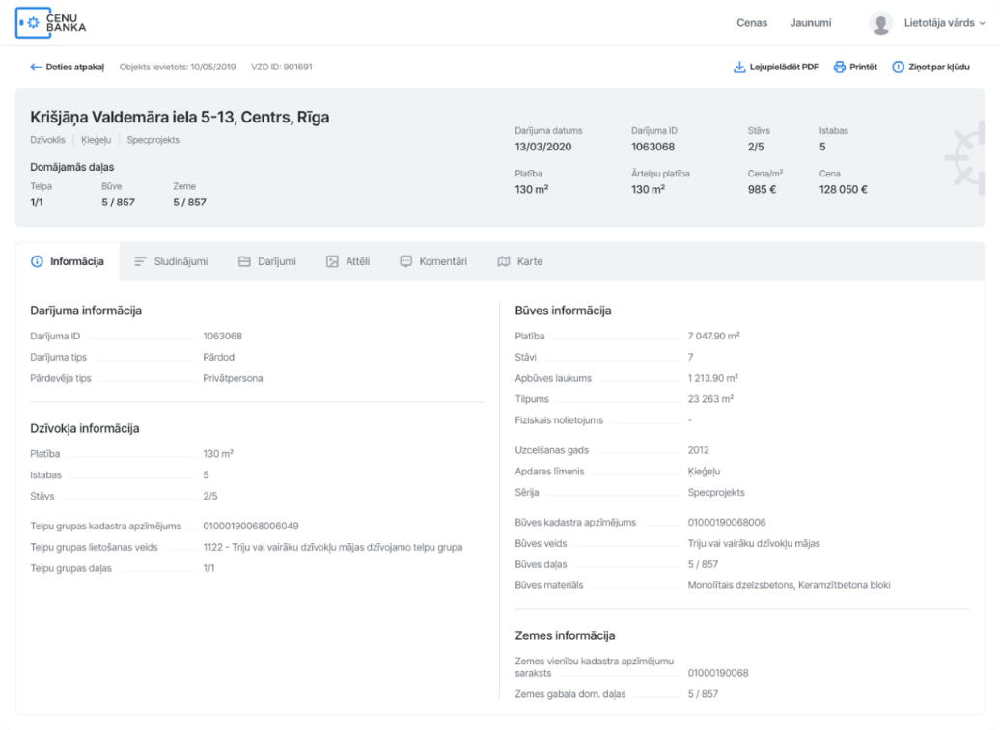 CENU
BANKA
Cenas Jaunumi Lietotāja vārds
Doties atpakaļ Objekts ievietots: 10/05/2019 VZD ID: 901691 Lejupielādēt PDF Printēt Ziņot par kļūdu
Krišjāņa Valdemāra iela 5-13, Centrs, Rīga
Dzīvoklis Ķieģeļu Specprojekts
Domājamās daļas
Telpa Būve Zeme
1/1 5 / 857 5 / 857
Darījuma datums Darījuma ID Stāvs Istabas
13/03/2020 1063068 2/5 5
Platība Ārtelpu platība Cena/m² Cena
130 m² 130 m² 985 € 128 050 €
Informācija Sludinājumi Darījumi Attēli Komentāri Karte
Darījuma informācija
Darījuma ID 1063068
Darījuma tips Pārdod
Pārdevēja tips Privātpersona
Dzīvokļa informācija
Platība 130 m²
Istabas 5
Stāvs 2/5
Telpu grupas kadastra apzīmējums 01000190068006049
Telpu grupas lietošanas veids 1122 - Triju vai vairāku dzīvokļu mājas dzīvojamo telpu grupa
Telpu grupas daļas 1/1
Būves informācija
Platība 7 047.90 m²
Stāvi 7
Apbūves laukums 1 213.90 m²
Tilpums 23 263 m²
Fiziskais nolietojums -
Uzcelšanas gads 2012
Apdares līmenis Ķieģeļu
Sērija Specprojekts
Būves kadastra apzīmējums 01000190068006
Būves veids Triju vai vairāku dzīvokļu mājas
Būves daļas 5 / 857
Būves materiāls Monolītais dzelzsbetons, Keramzītbetona bloki
Zemes informācija
Zemes vienību kadastra apzīmējumu
saraksts 01000190068
Zemes gabala dom. daļas 5 / 857